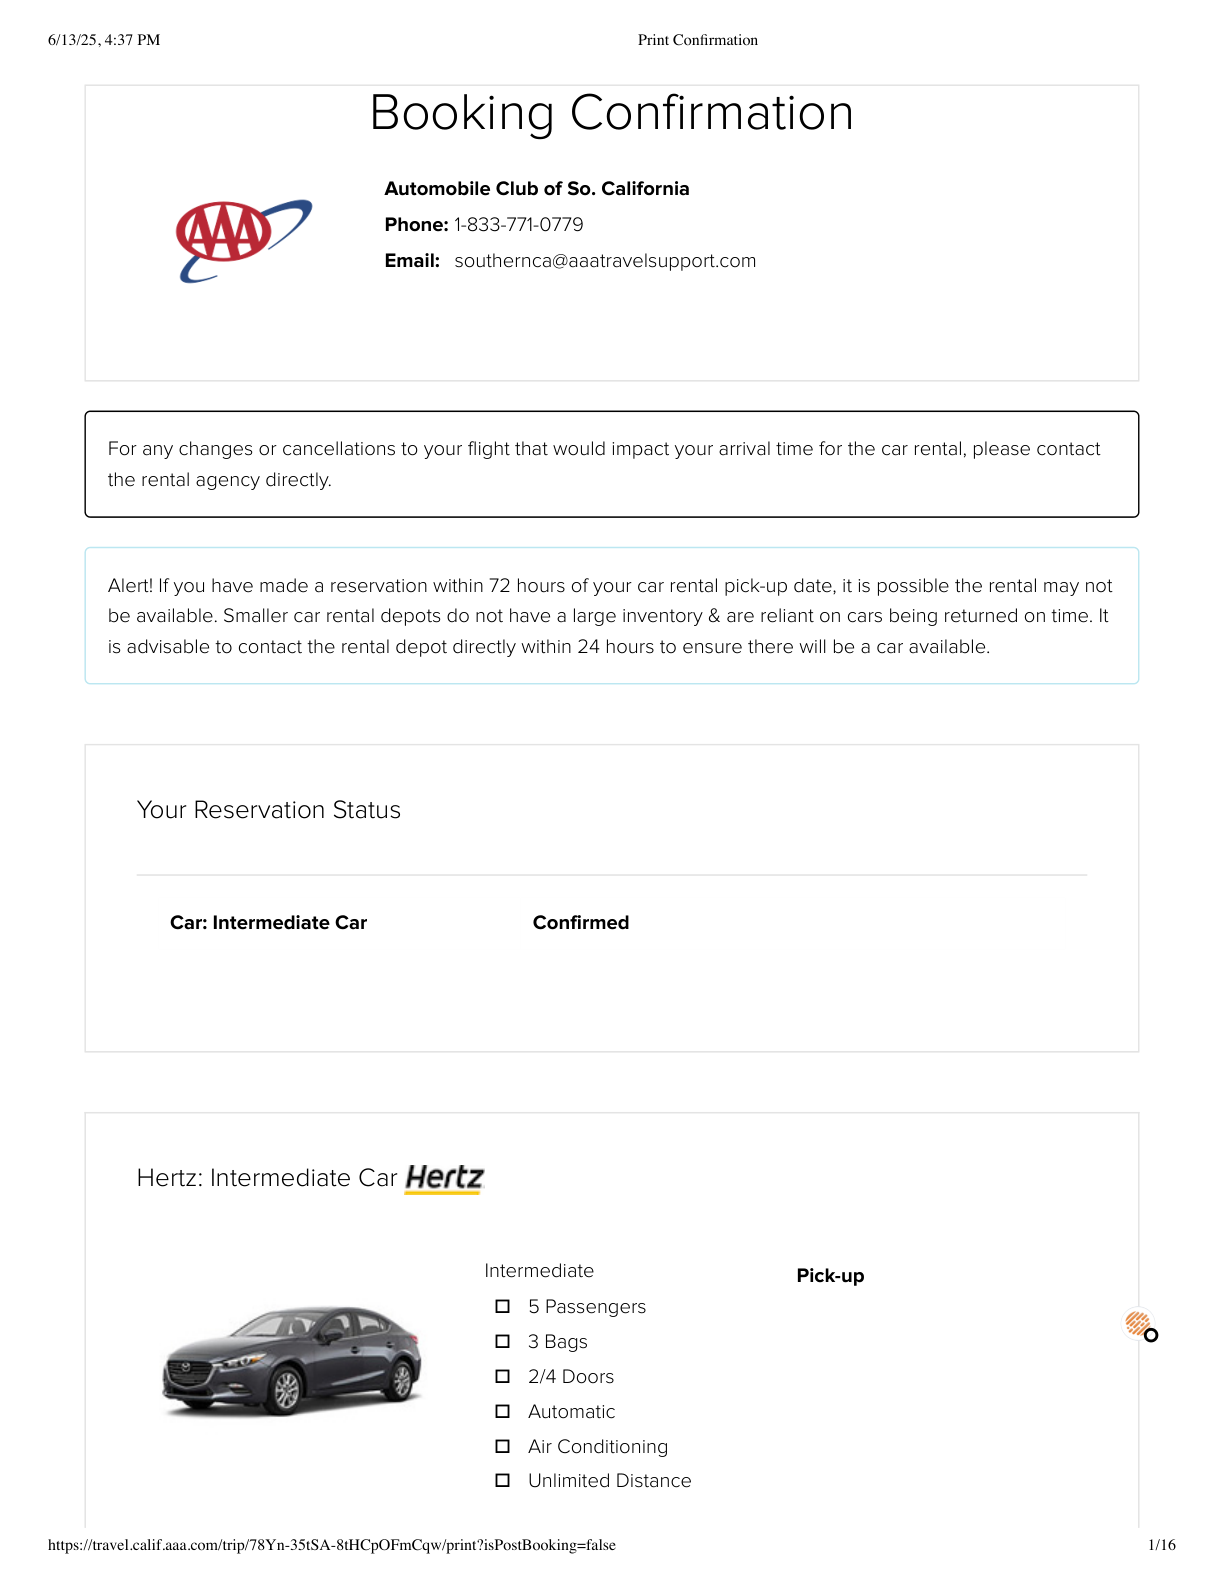 6/13/25, 4:37 PM
Print Confirmation
Booking Confirmation
AAA
Automobile Club of So. California
Phone: 1-833-771-0779
Email: southernca@aaatravelsupport.com
For any changes or cancellations to your flight that would impact your arrival time for the car rental, please contact
the rental agency directly.
Alert! If you have made a reservation within 72 hours of your car rental pick-up date, it is possible the rental may not
be available. Smaller car rental depots do not have a large inventory & are reliant on cars being returned on time. It
is advisable to contact the rental depot directly within 24 hours to ensure there will be a car available.
Your Reservation Status
Car: Intermediate Car
Confirmed
Hertz: Intermediate Car Hertz
Intermediate
5 Passengers
3 Bags
2/4 Doors
Automatic
Air Conditioning
Unlimited Distance
Pick-up
https://travel.calif.aaa.com/trip/78Yn-35tSA-8tHCpOFmCqw/print?isPostBooking=false
1/16